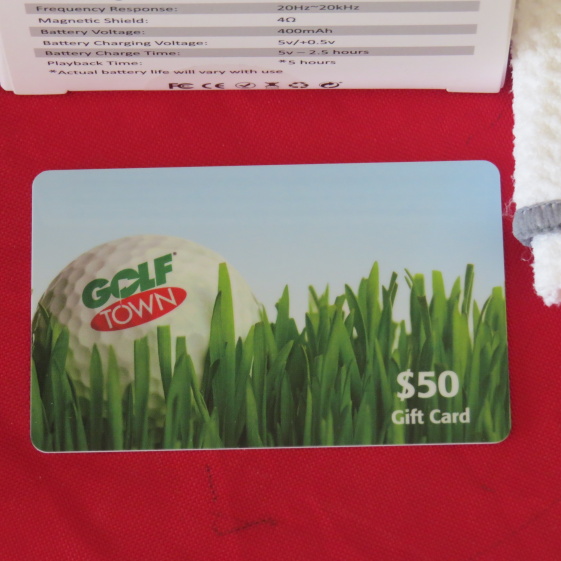 Frequency Response: 20Hz~20kHz
Magnetic Shield: 4Ω
Battery Voltage: 400mAh
Battery Charging Voltage: 5v/+0.5v
Battery Charge Time: 5v — 2.5 hours
Playback Time: *5 hours
*Actual battery life will vary with use
FC CE
GOLF
TOWN
$50
Gift Card